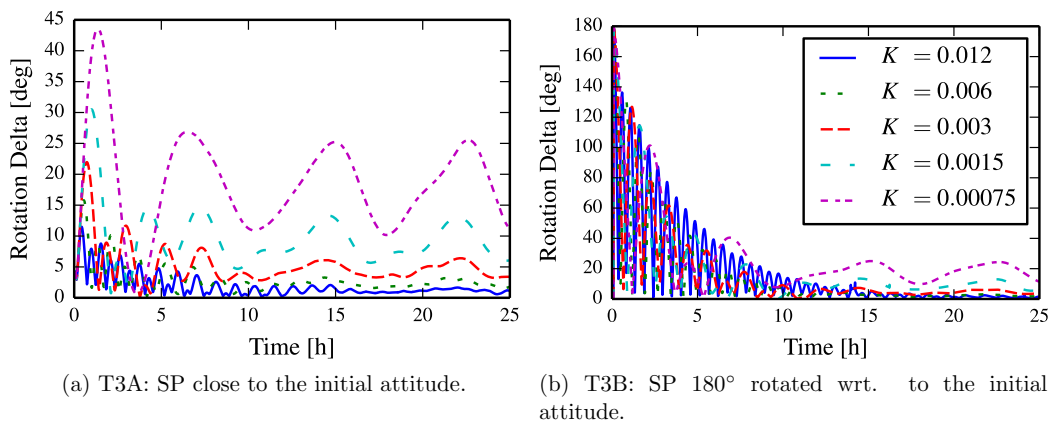 45
40
35
30
25
20
15
10
5
0
Rotation Delta [deg]
0 5 10 15 20 25
Time [h]
(a) T3A: SP close to the initial attitude.
180
160
140
120
100
80
60
40
20
0
Rotation Delta [deg]
K = 0.012
K = 0.006
K = 0.003
K = 0.0015
K = 0.00075
0 5 10 15 20 25
Time [h]
(b) T3B: SP 180° rotated wrt. to the initial
attitude.